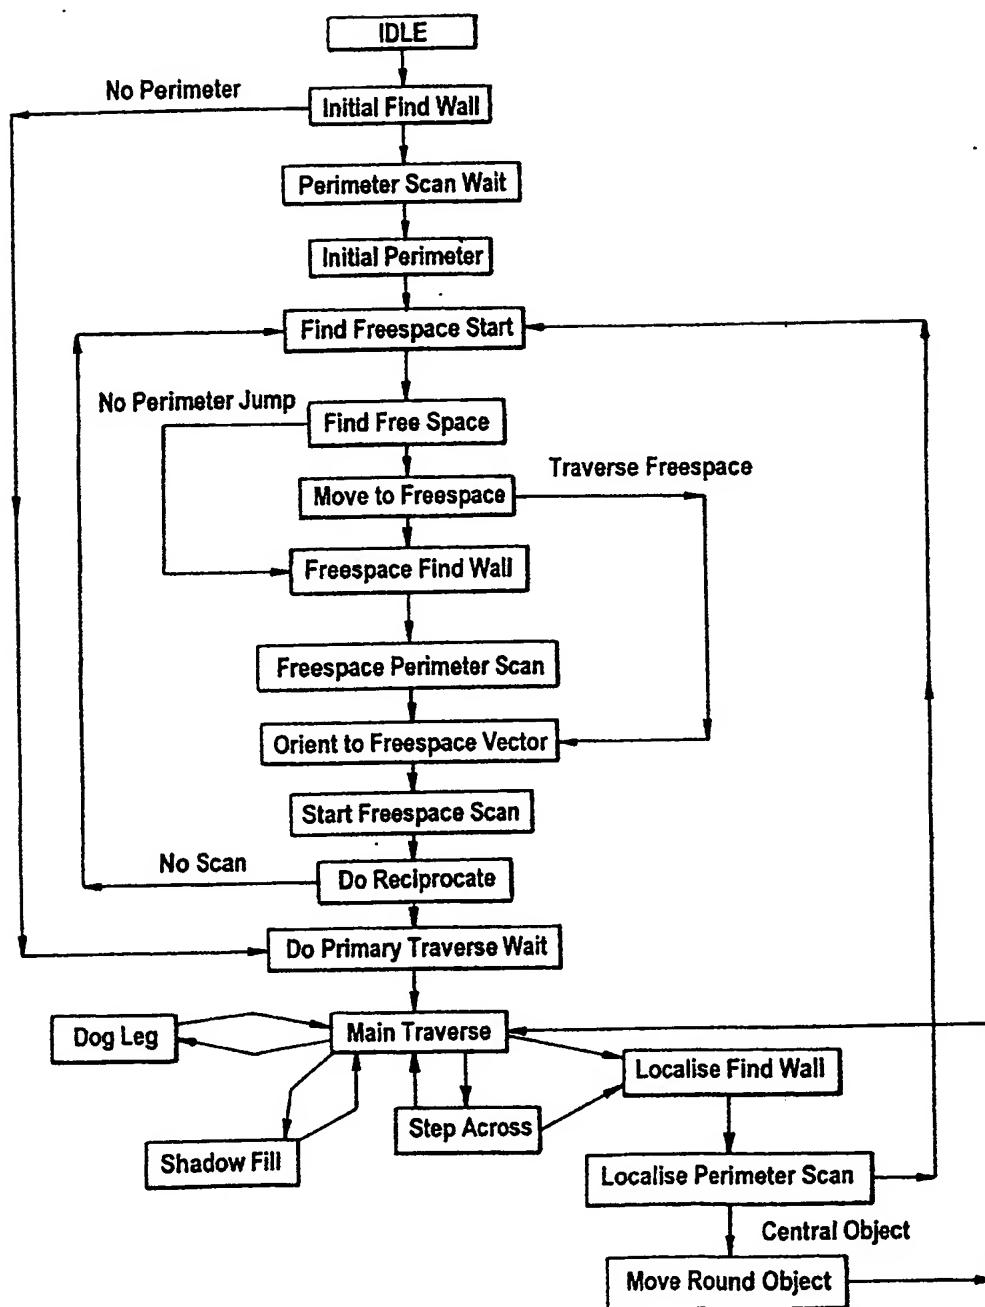 IDLE
No Perimeter
Initial Find Wall
Perimeter Scan Wait
Initial Perimeter
Find Freespace Start
No Perimeter Jump
Find Free Space
Traverse Freespace
Move to Freespace
Freespace Find Wall
Freespace Perimeter Scan
Orient to Freespace Vector
Start Freespace Scan
No Scan
Do Reciprocate
Do Primary Traverse Wait
Dog Leg
Main Traverse
Localise Find Wall
Step Across
Shadow Fill
Localise Perimeter Scan
Central Object
Move Round Object